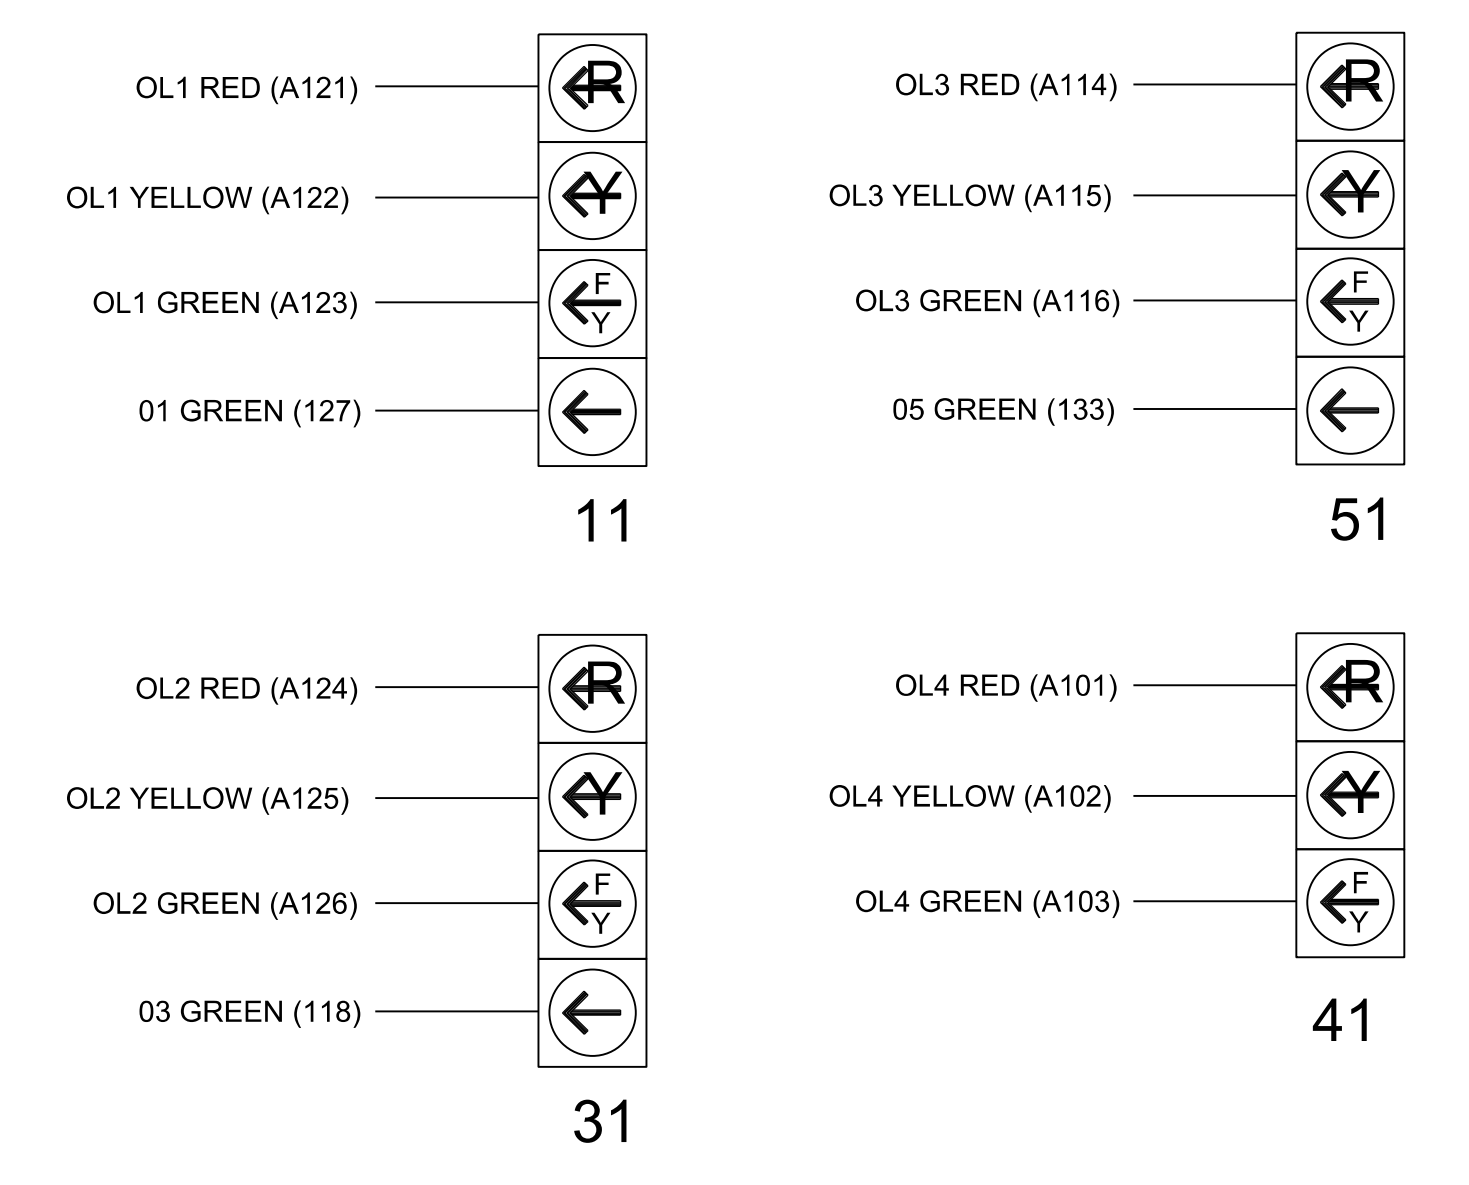 OL1 RED (A121)
R
OL1 YELLOW (A122)
Y
OL1 GREEN (A123)
F
Y
01 GREEN (127)
11
OL3 RED (A114)
R
OL3 YELLOW (A115)
Y
OL3 GREEN (A116)
F
Y
05 GREEN (133)
51
OL2 RED (A124)
R
OL2 YELLOW (A125)
Y
OL2 GREEN (A126)
F
Y
03 GREEN (118)
31
OL4 RED (A101)
R
OL4 YELLOW (A102)
Y
OL4 GREEN (A103)
F
Y
41